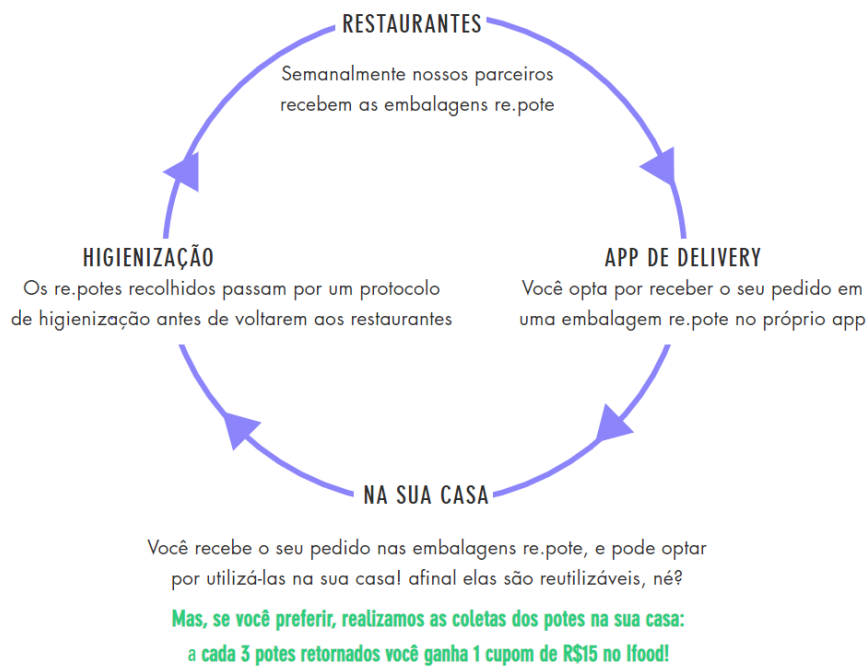 RESTAURANTES
Semanalmente nossos parceiros
recebem as embalagens re.pote
APP DE DELIVERY
Você opta por receber o seu pedido em
uma embalagem re.pote no próprio app
NA SUA CASA
Você recebe o seu pedido nas embalagens re.pote, e pode optar
por utilizá-las na sua casa! afinal elas são reutilizáveis, né?
Mas, se você preferir, realizamos as coletas dos potes na sua casa:
a cada 3 potes retornados você ganha 1 cupom de R$15 no Ifood!
HIGIENIZAÇÃO
Os re.potes recolhidos passam por um protocolo
de higienização antes de voltarem aos restaurantes